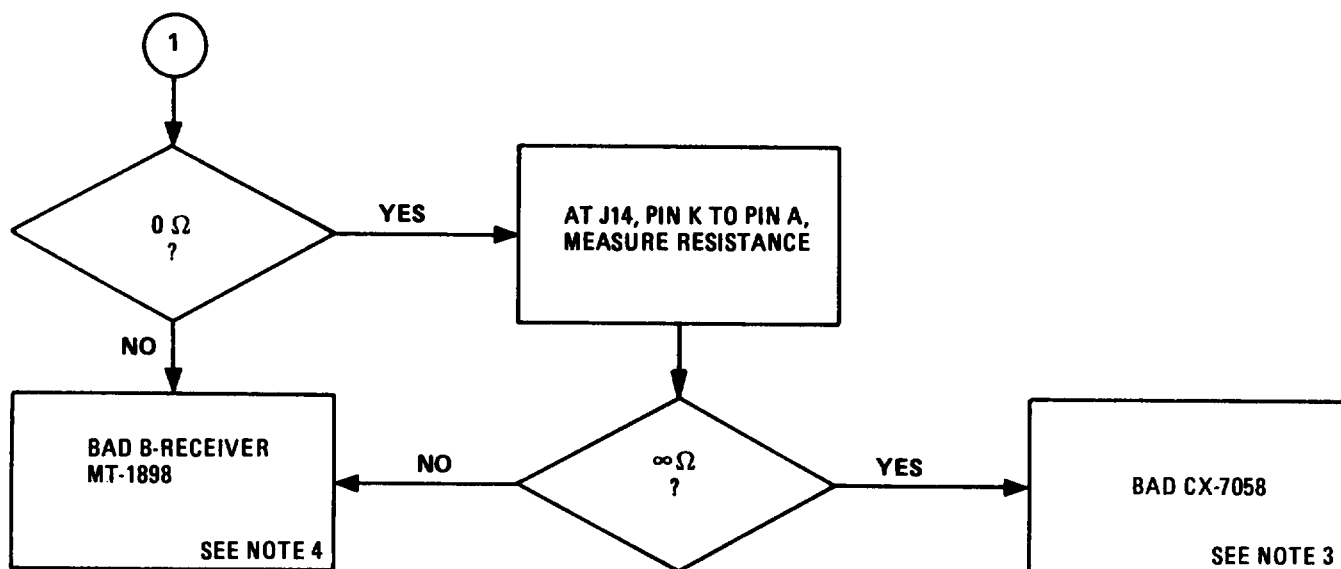 1
0 Ω
?
YES
AT J14, PIN K TO PIN A,
MEASURE RESISTANCE
NO
BAD B-RECEIVER
MT-1898
SEE NOTE 4
NO
∞ Ω
?
YES
BAD CX-7058
SEE NOTE 3